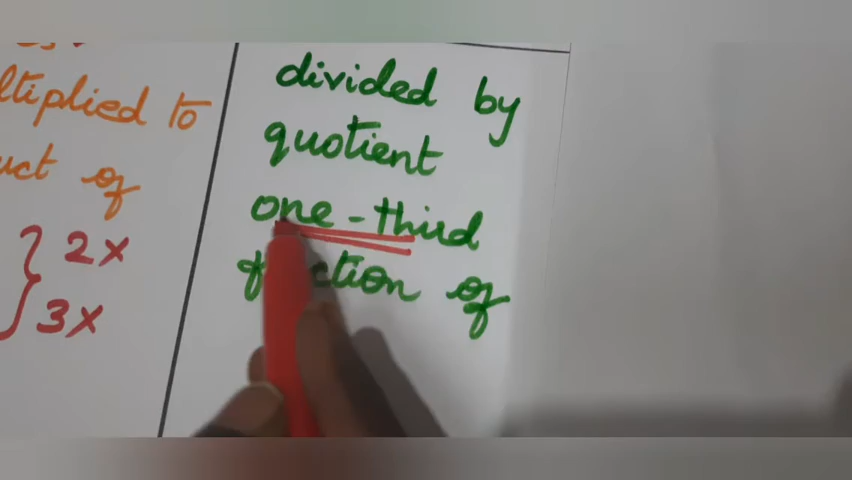 ltiplied to
uct of
2x
3x
divided by
quotient
one-third
of